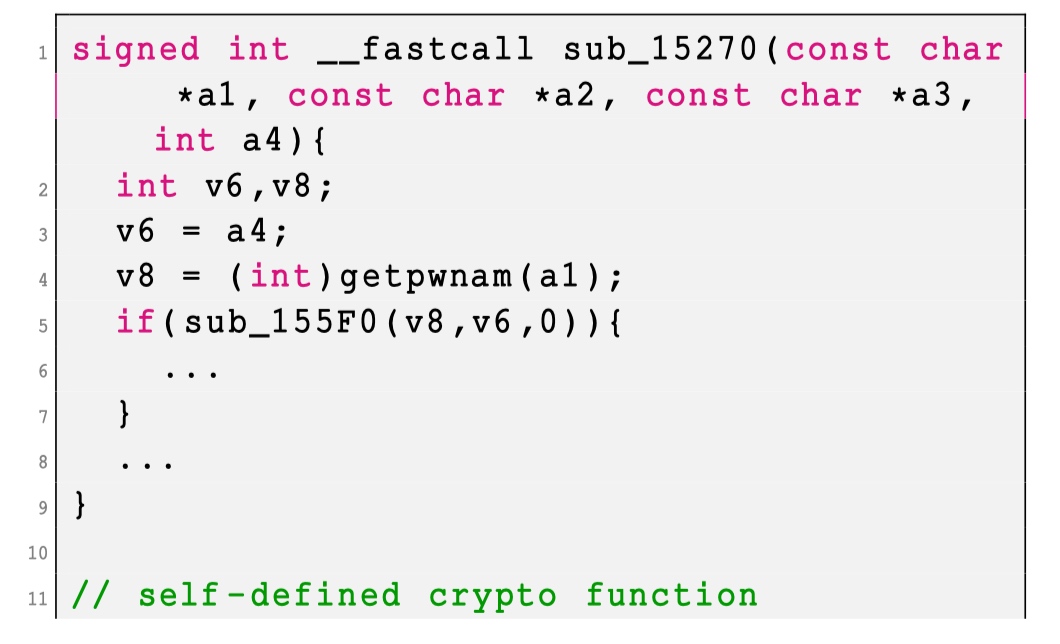 1 signed int __fastcall sub_15270(const char
*a1, const char *a2, const char *a3,
int a4){
2 int v6,v8;
3 v6 = a4;
4 v8 = (int)getpwnam(a1);
5 if(sub_155F0(v8,v6,0)){
6 ...
7 }
8 ...
9 }
10
11 // self-defined crypto function